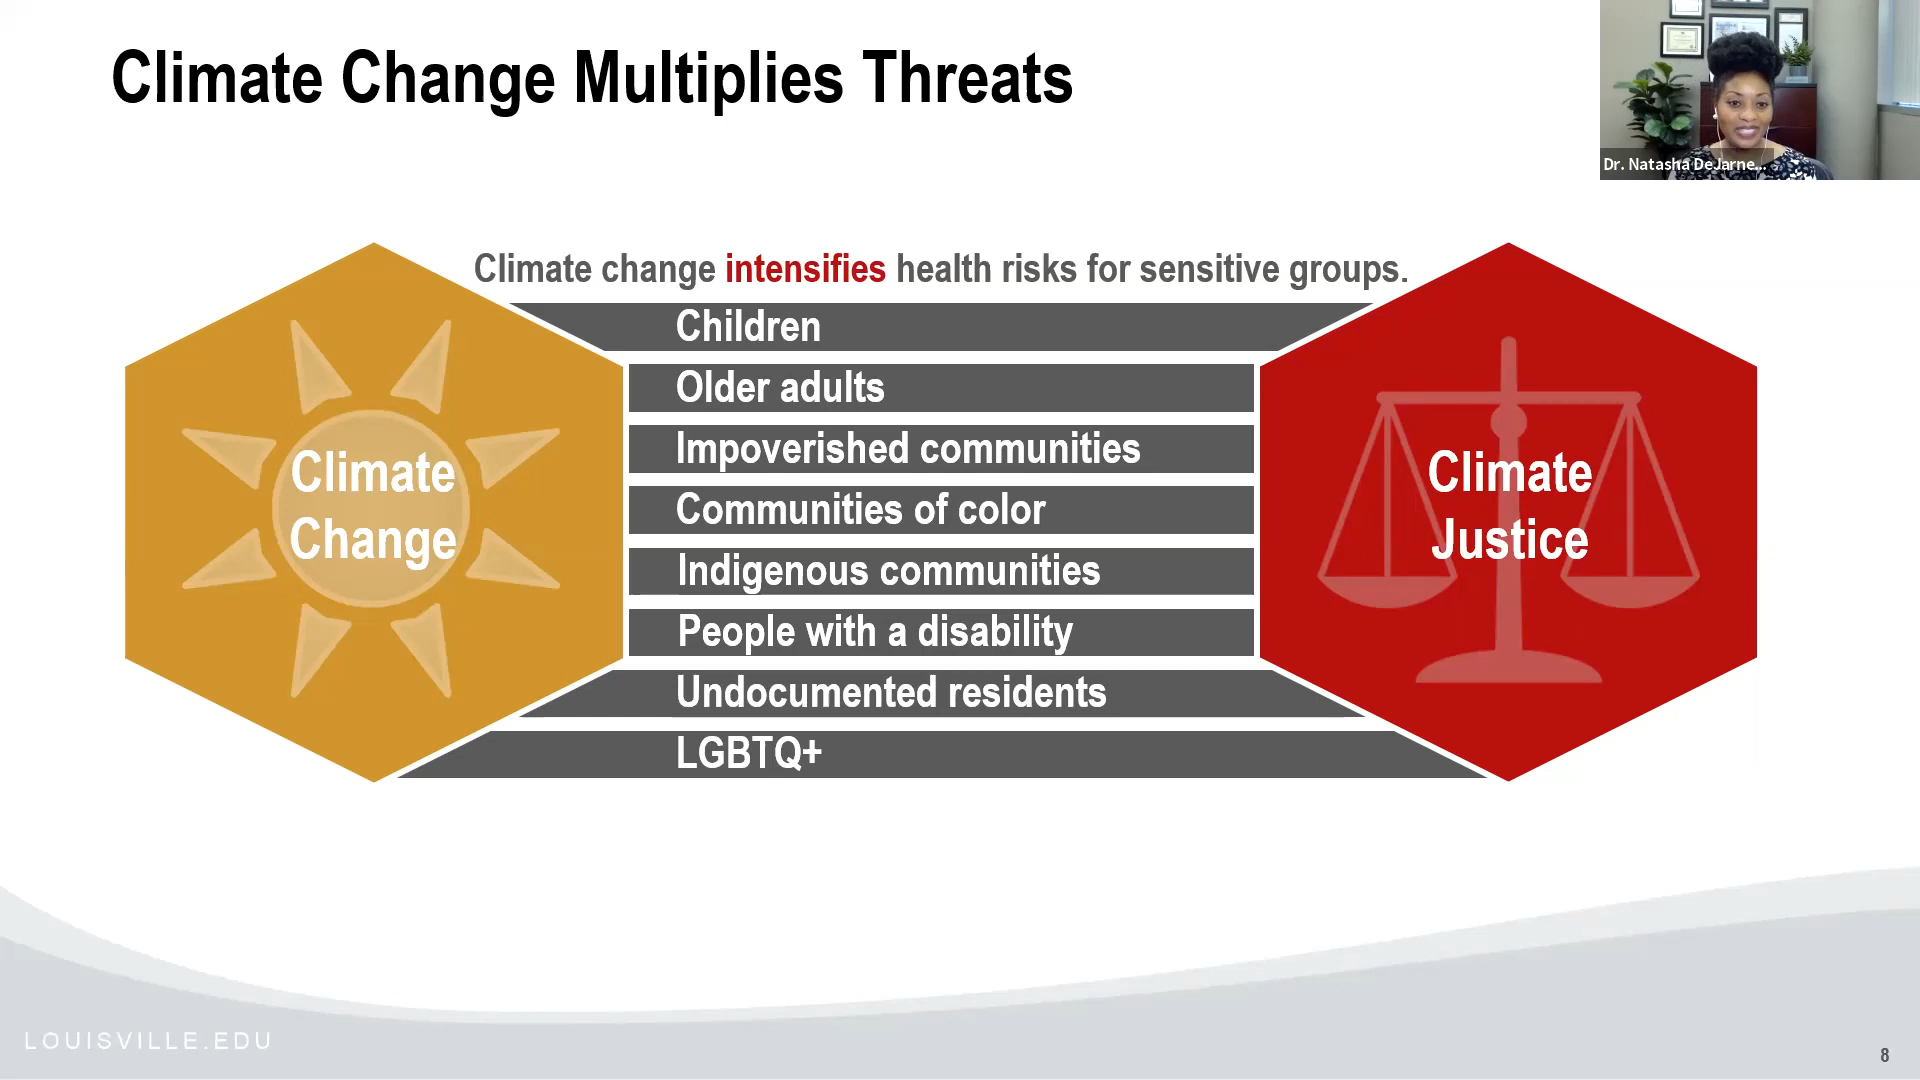 Climate Change Multiplies Threats
Dr. Natasha DeJarne...
Climate change intensifies health risks for sensitive groups.
Children
Older adults
Impoverished communities
Communities of color
Indigenous communities
People with a disability
Undocumented residents
LGBTQ+
Climate
Change
Climate
Justice
LOUISVILLE.EDU
8